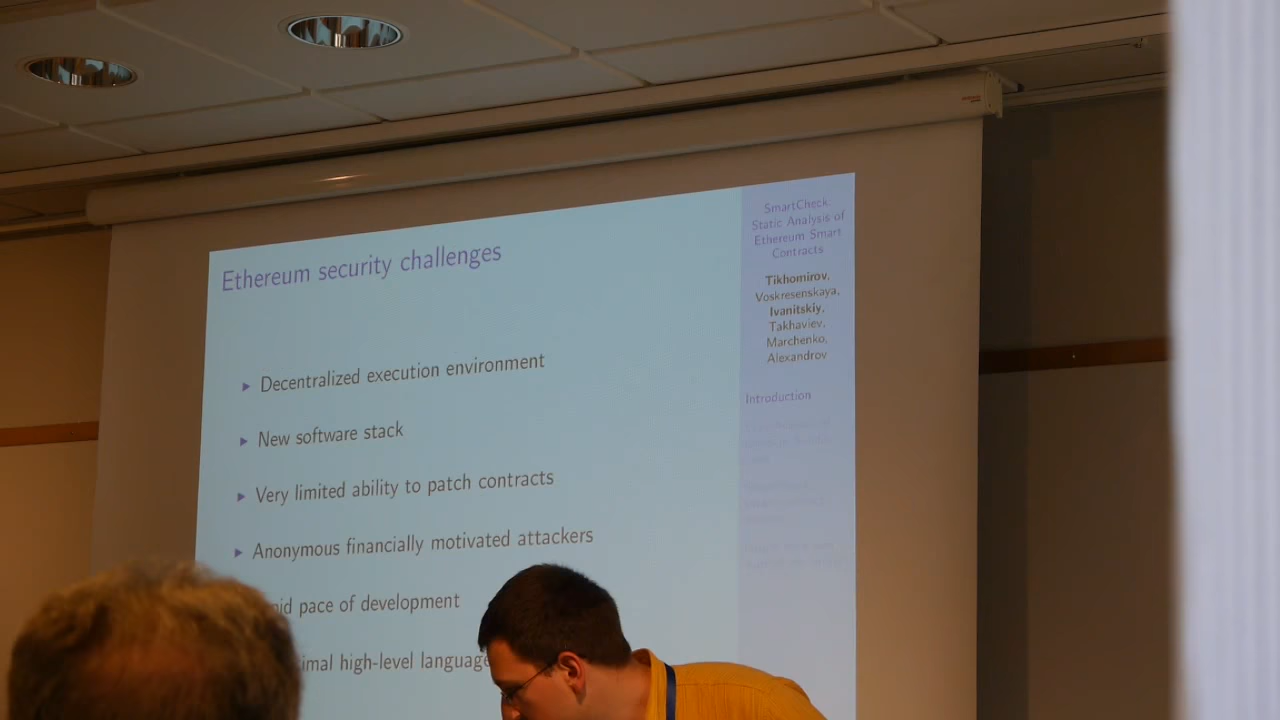 Ethereum security challenges
Decentralized execution environment
New software stack
Very limited ability to patch contracts
Anonymous financially motivated attackers
pace of development
high-level language
SmartCheck:
Static Analysis of
Ethereum Smart
Contracts
Tikhomirov,
Voskresenskaya,
Ivanitskiy,
Takhaviev,
Marchenko,
Alexandrov
Introduction